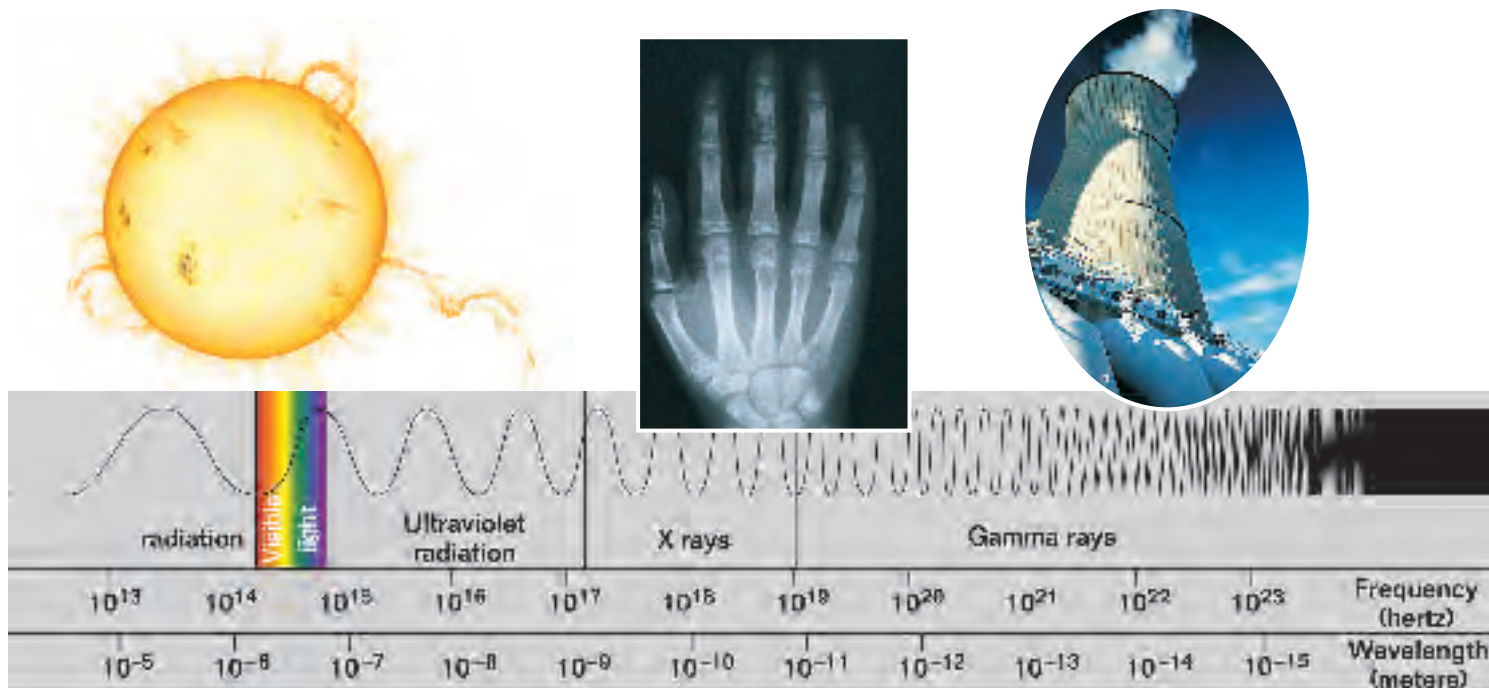 radiation
Visible
light
Ultraviolet
radiation
X rays
Gamma rays
10¹³ 10¹⁴ 10¹⁵ 10¹⁶ 10¹⁷ 10¹⁸ 10¹⁹ 10²⁰ 10²¹ 10²² 10²³ Frequency
(hertz)
10⁻⁵ 10⁻⁶ 10⁻⁷ 10⁻⁸ 10⁻⁹ 10⁻¹⁰ 10⁻¹¹ 10⁻¹² 10⁻¹³ 10⁻¹⁴ 10⁻¹⁵ Wavelength
(meters)